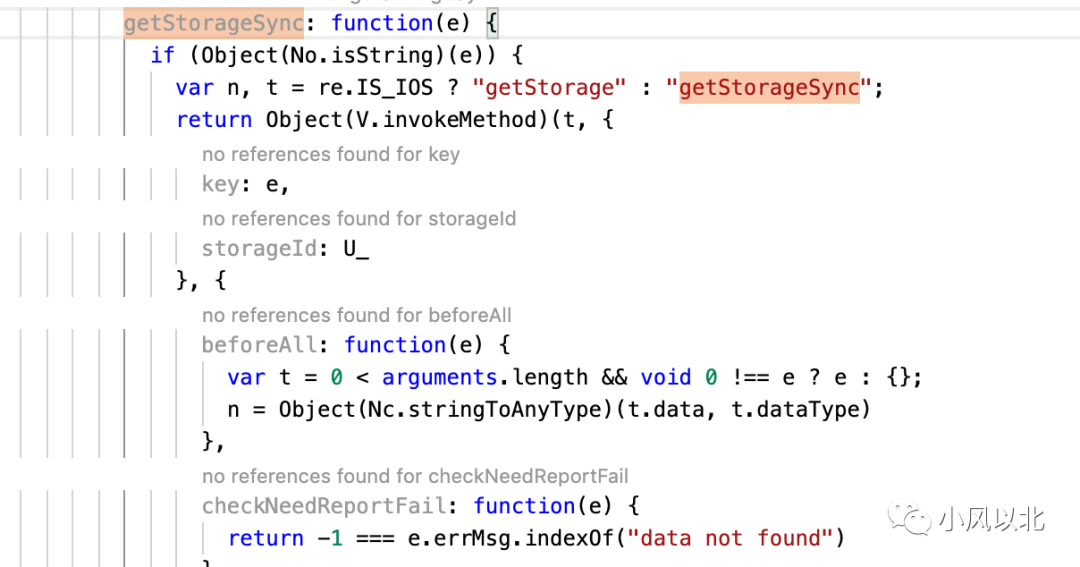 getStorageSync: function(e) {
if (Object(No.isString)(e)) {
var n, t = re.IS_IOS ? "getStorage" : "getStorageSync";
return Object(V.invokeMethod)(t, {
no references found for key
key: e,
no references found for storageId
storageId: U_
}, {
no references found for beforeAll
beforeAll: function(e) {
var t = 0 < arguments.length && void 0 !== e ? e : {};
n = Object(Nc.stringToAnyType)(t.data, t.dataType)
},
no references found for checkNeedReportFail
checkNeedReportFail: function(e) {
return -1 === e.errMsg.indexOf("data not found")
小风以北